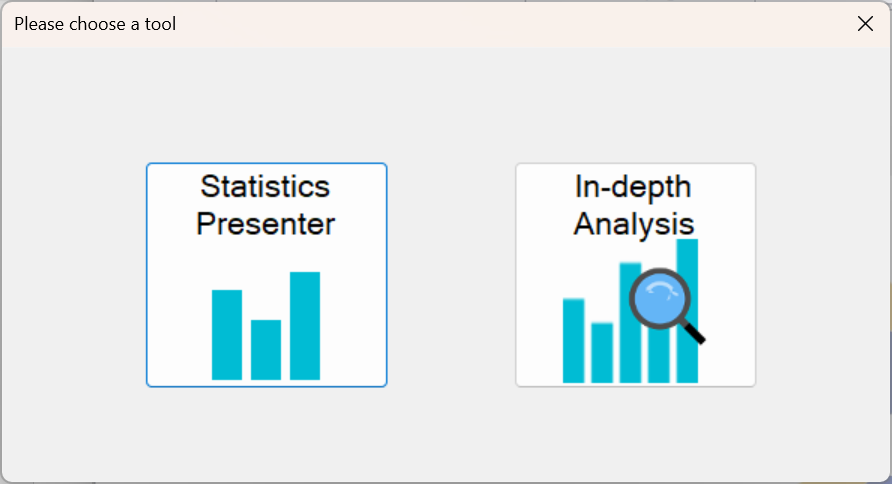 Please choose a tool
Statistics
Presenter
In-depth
Analysis